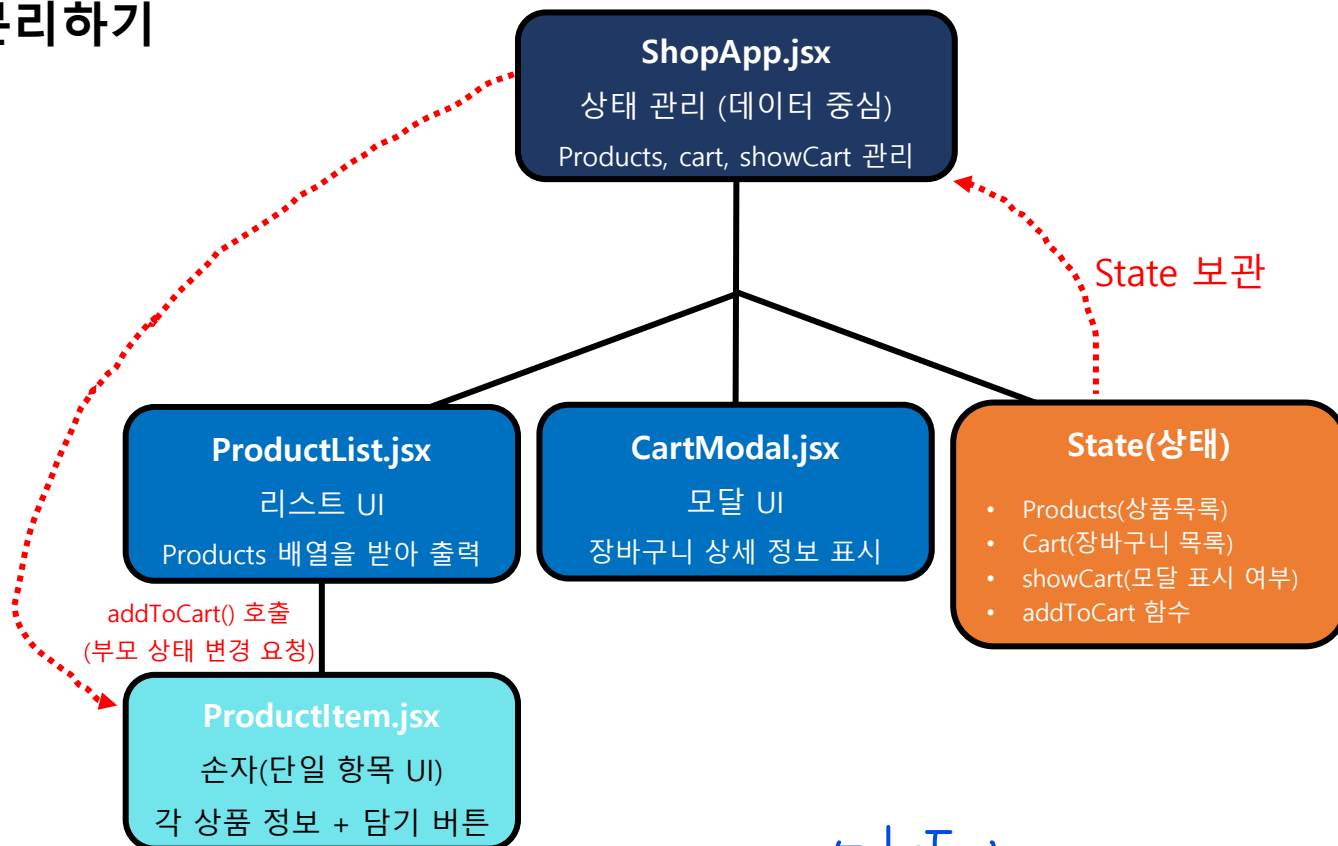 리하기
ShopApp.jsx
상태 관리 (데이터 중심)
Products, cart, showCart 관리
State 보관
ProductList.jsx
리스트 UI
Products 배열을 받아 출력
CartModal.jsx
모달 UI
장바구니 상세 정보 표시
State(상태)
• Products(상품목록)
• Cart(장바구니 목록)
• showCart(모달 표시 여부)
• addToCart 함수
addToCart() 호출
(부모 상태 변경 요청)
ProductItem.jsx
손자(단일 항목 UI)
각 상품 정보 + 담기 버튼